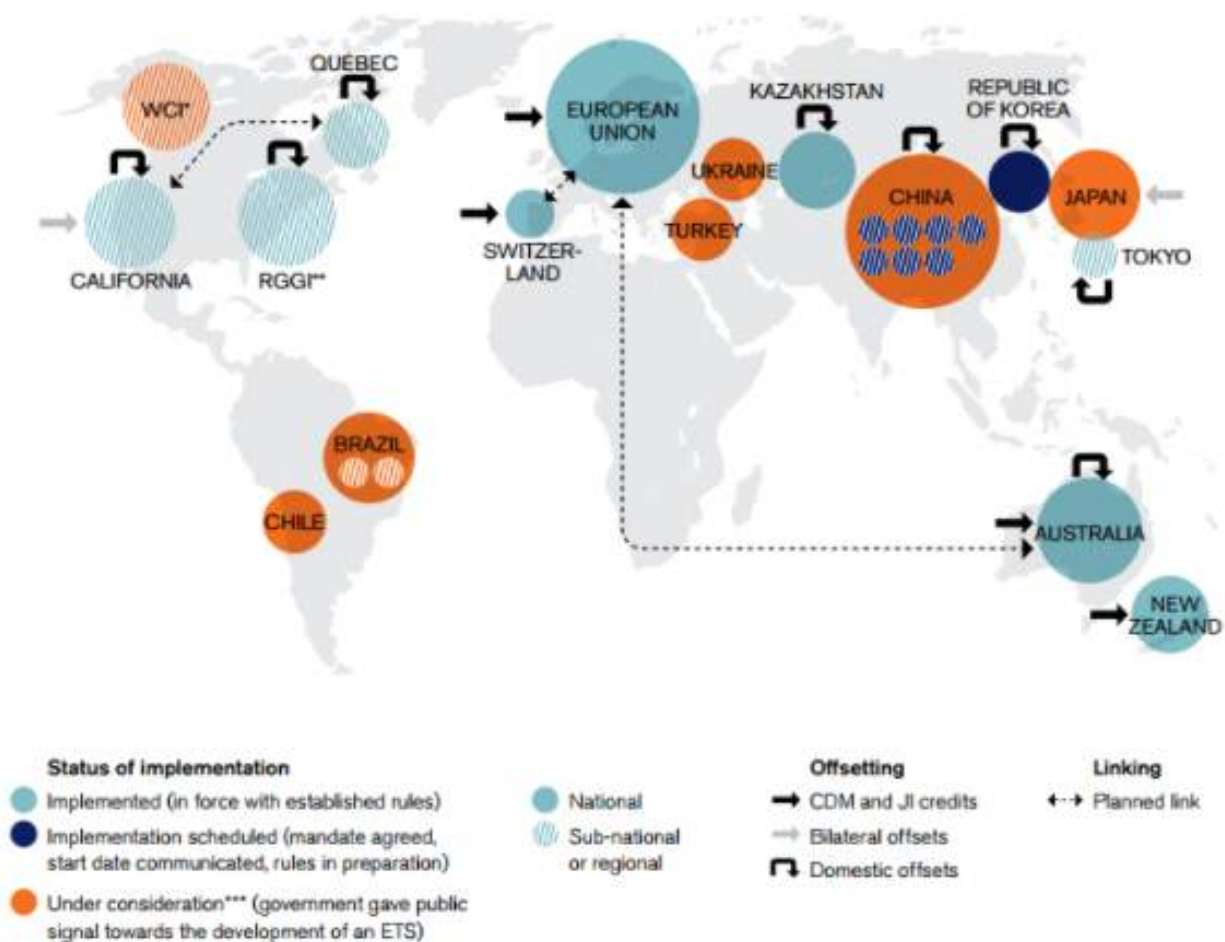 QUÉBEC
WCI*
CALIFORNIA
RGGI**
EUROPEAN
UNION
SWITZER-
LAND
UKRAINE
TURKEY
KAZAKHSTAN
REPUBLIC
OF KOREA
CHINA
JAPAN
TOKYO
BRAZIL
CHILE
AUSTRALIA
NEW
ZEALAND
Status of implementation
Implemented (in force with established rules)
Implementation scheduled (mandate agreed,
start date communicated, rules in preparation)
Under consideration*** (government gave public
signal towards the development of an ETS)
National
Sub-national
or regional
Offsetting
CDM and JI credits
Bilateral offsets
Domestic offsets
Linking
Planned link